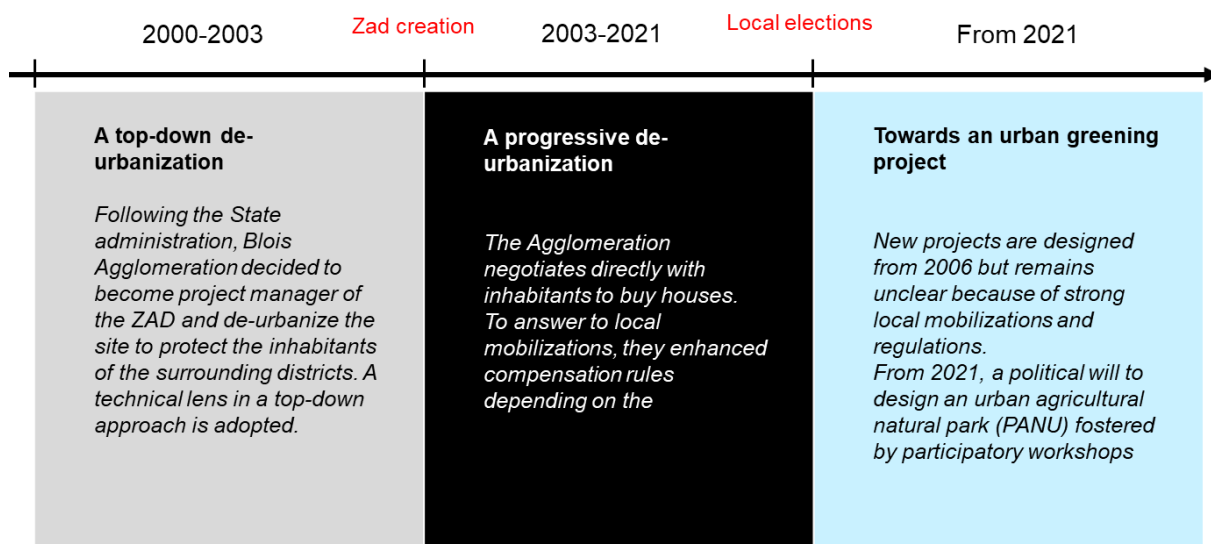 2000-2003
Zad creation
2003-2021
Local elections
From 2021
A top-down de-
urbanization
Following the State
administration, Blois
Agglomeration decided to
become project manager of
the ZAD and de-urbanize the
site to protect the inhabitants
of the surrounding districts. A
technical lens in a top-down
approach is adopted.
A progressive de-
urbanization
The Agglomeration
negotiates directly with
inhabitants to buy houses.
To answer to local
mobilizations, they enhanced
compensation rules
depending on the
Towards an urban greening
project
New projects are designed
from 2006 but remains
unclear because of strong
local mobilizations and
regulations.
From 2021, a political will to
design an urban agricultural
natural park (PANU) fostered
by participatory workshops